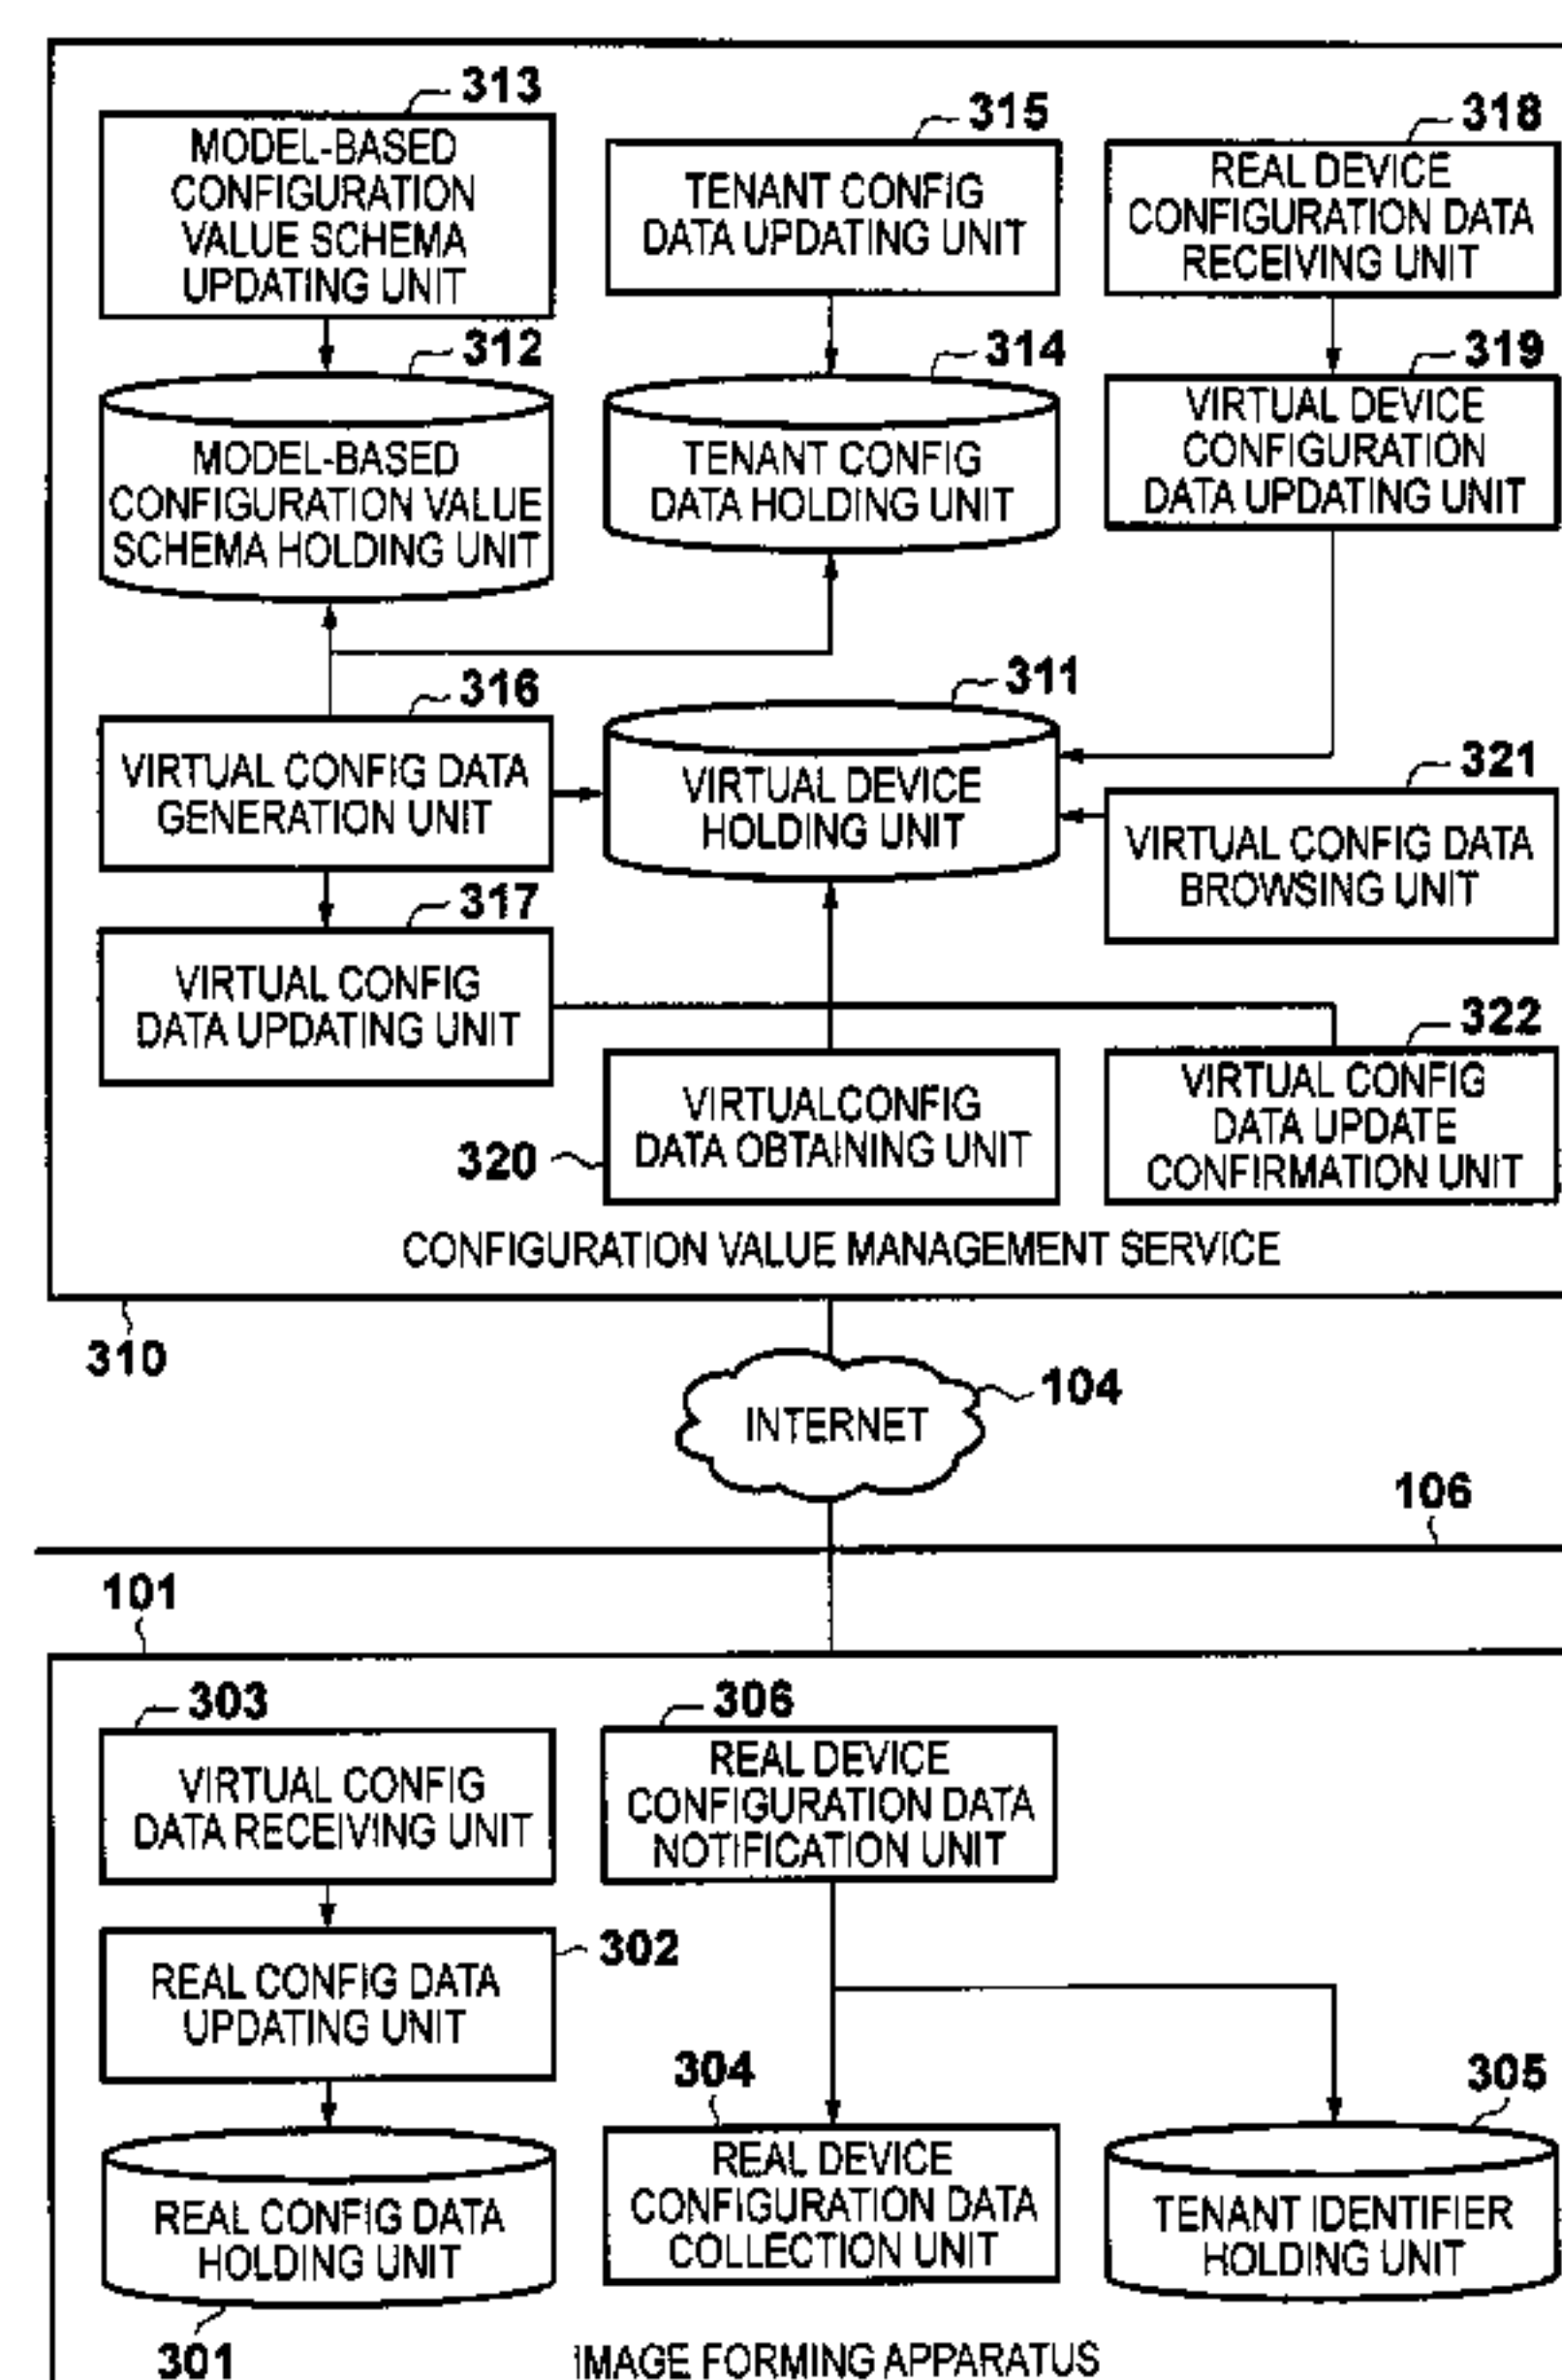 313
MODEL-BASED
CONFIGURATION
VALUE SCHEMA
UPDATING UNIT
315
TENANT CONFIG
DATA UPDATING UNIT
318
REAL DEVICE
CONFIGURATION DATA
RECEIVING UNIT
312
MODEL-BASED
CONFIGURATION VALUE
SCHEMA HOLDING UNIT
314
TENANT CONFIG
DATA HOLDING UNIT
319
VIRTUAL DEVICE
CONFIGURATION
DATA UPDATING UNIT
316
VIRTUAL CONFIG DATA
GENERATION UNIT
311
VIRTUAL DEVICE
HOLDING UNIT
321
VIRTUAL CONFIG DATA
BROWSING UNIT
317
VIRTUAL CONFIG
DATA UPDATING UNIT
320
VIRTUALCONFIG
DATA OBTAINING UNIT
322
VIRTUAL CONFIG
DATA UPDATE
CONFIRMATION UNIT
CONFIGURATION VALUE MANAGEMENT SERVICE
310
INTERNET
104
106
101
303
VIRTUAL CONFIG
DATA RECEIVING UNIT
306
REAL DEVICE
CONFIGURATION DATA
NOTIFICATION UNIT
302
REAL CONFIG DATA
UPDATING UNIT
304
REAL DEVICE
CONFIGURATION DATA
COLLECTION UNIT
305
TENANT IDENTIFIER
HOLDING UNIT
REAL CONFIG DATA
HOLDING UNIT
301
IMAGE FORMING APPARATUS